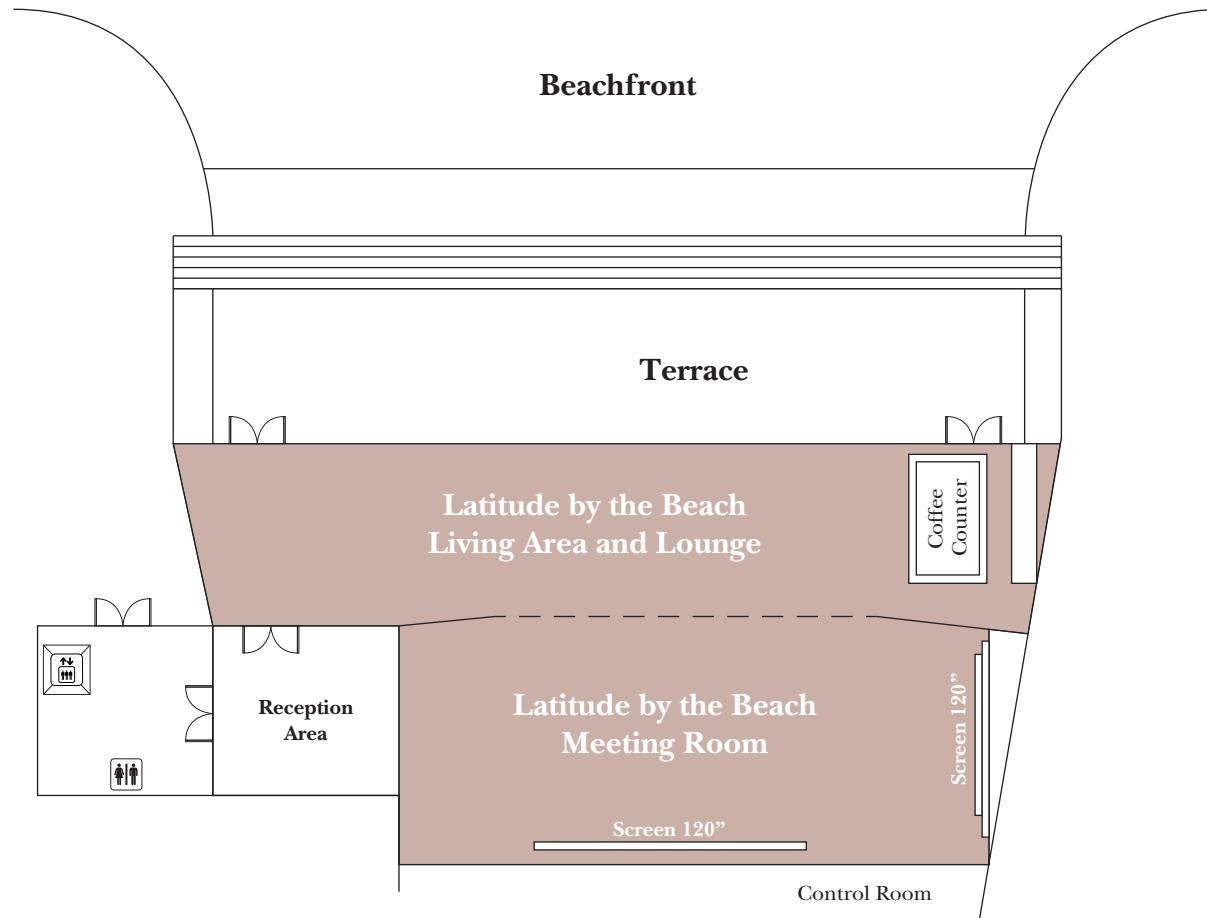 Beachfront
Terrace
Latitude by the Beach
Living Area and Lounge
Coffee
Counter
Reception
Area
Latitude by the Beach
Meeting Room
Screen 120”
Screen 120”
Control Room